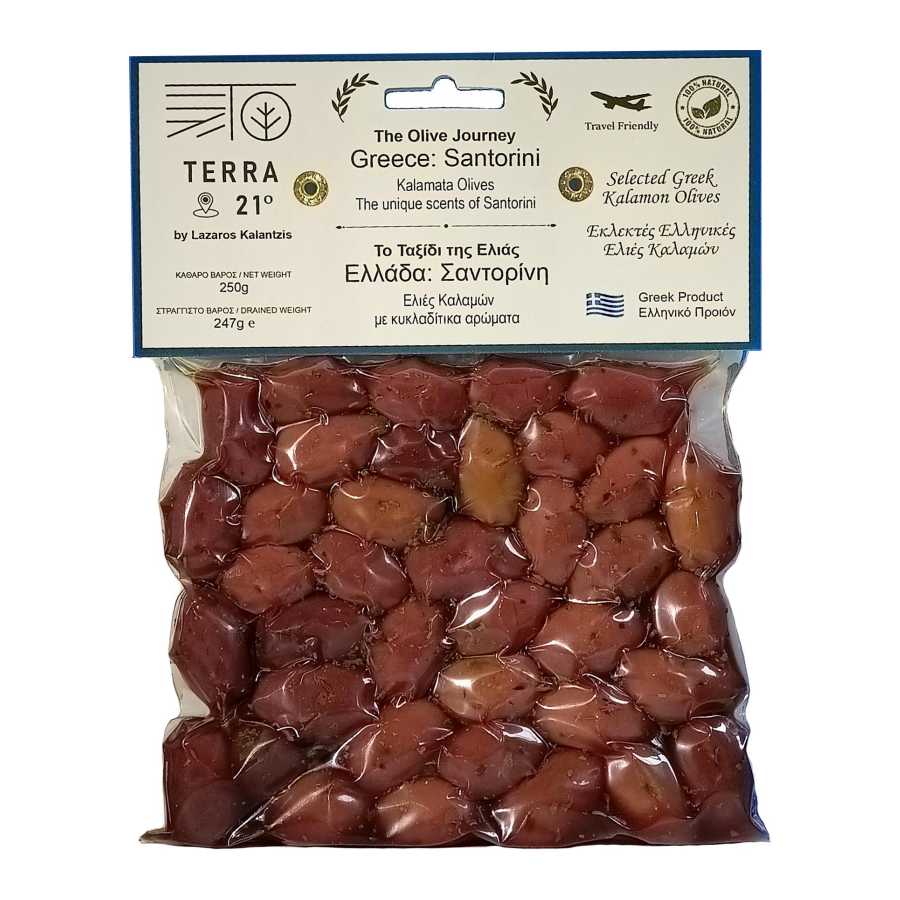 TERRA
21°
by Lazaros Kalantzis
ΚΑΘΑΡΟ ΒΑΡΟΣ / NET WEIGHT
250g
ΣΤΡΑΓΓΙΣΤΟ ΒΑΡΟΣ / DRAINED WEIGHT
247g e
The Olive Journey
Greece: Santorini
Kalamata Olives
The unique scents of Santorini
Το Ταξίδι της Ελιάς
Ελλάδα: Σαντορίνη
Ελιές Καλαμών
με κυκλαδίτικα αρώματα
Travel Friendly
100% NATURAL
100% NATURAL
Selected Greek
Kalamon Olives
Εκλεκτές Ελληνικές
Ελιές Καλαμών
Greek Product
Ελληνικό Προιόν